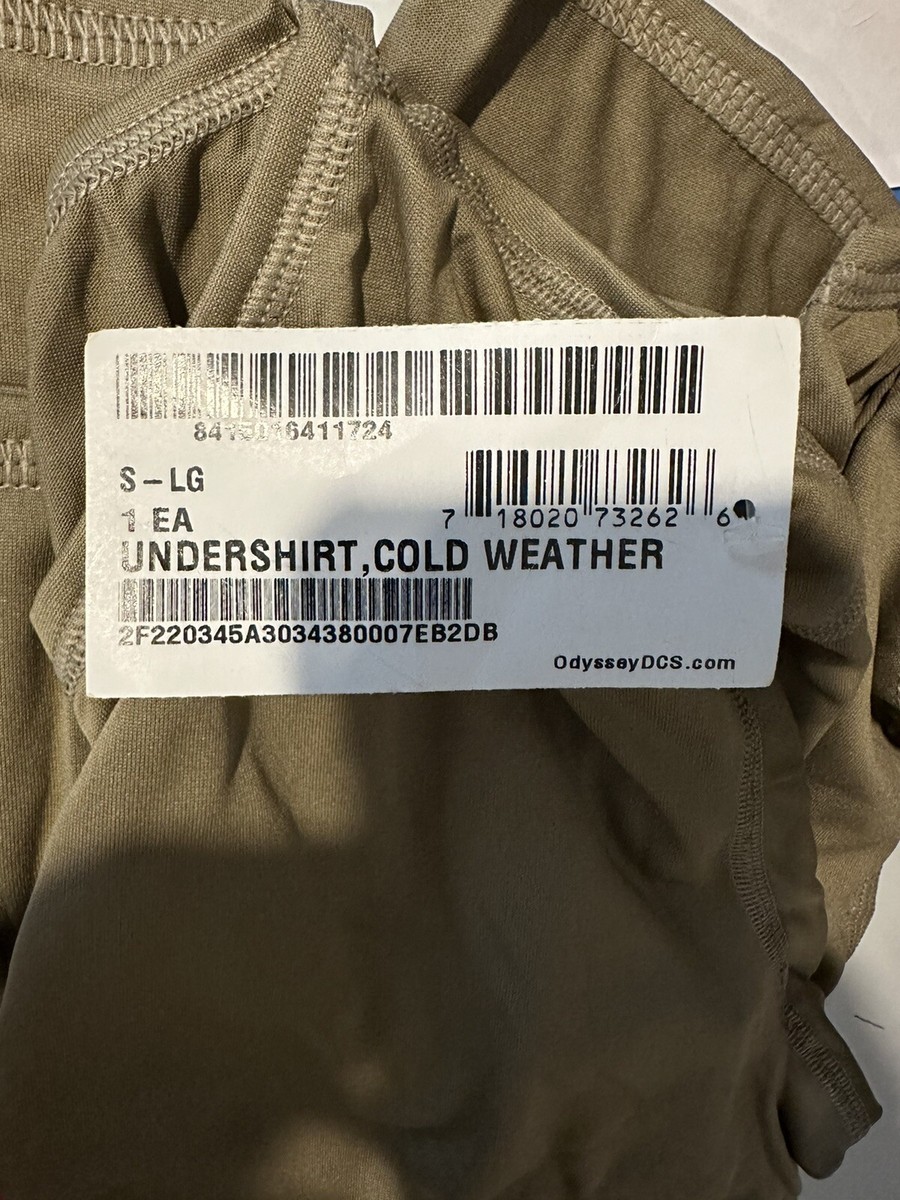 8415016411724
S-LG
1 EA
7 18020 73262 6
UNDERSHIRT,COLD WEATHER
2F220345A3034380007EB2DB
OdysseyDCS.com